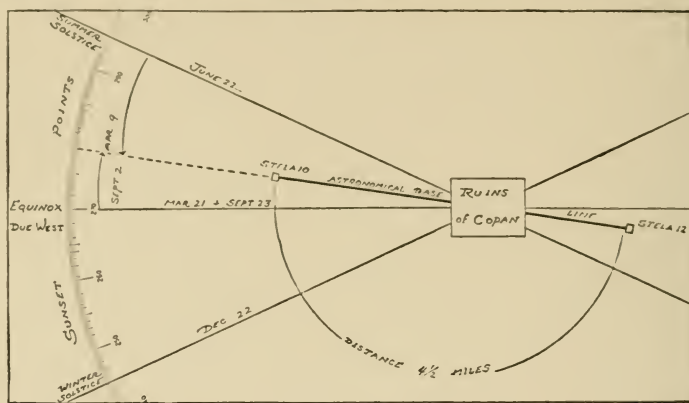 SUMMER
SOLSTICE
JUNE 22
POINTS
MAR 9
SEPT 2
STELA 10
ASTRONOMICAL BASE
RUINS
OF COPAN
LINE
STELA 12
EQUINOX
DUE WEST
MAR 21 + SEPT 23
SUNSET
DEC 22
DISTANCE 4½ MILES
WINTER
SOLSTICE